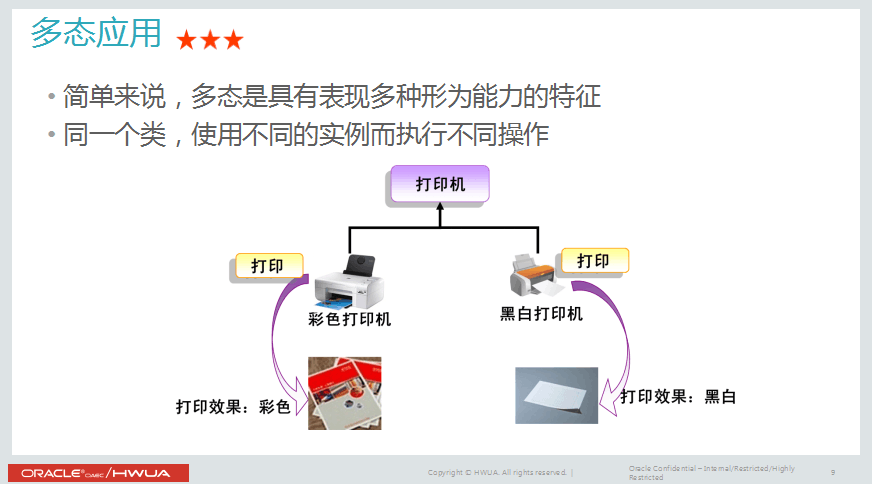 多态应用 ★★★
• 简单来说，多态是具有表现多种形为能力的特征
• 同一个类，使用不同的实例而执行不同操作
打印机
打印
打印
彩色打印机
黑白打印机
打印效果：彩色
打印效果：黑白
ORACLE® OAEC /HWUA
Copyright © HWUA. All rights reserved. |
Oracle Confidential – Internal/Restricted/Highly
Restricted
9